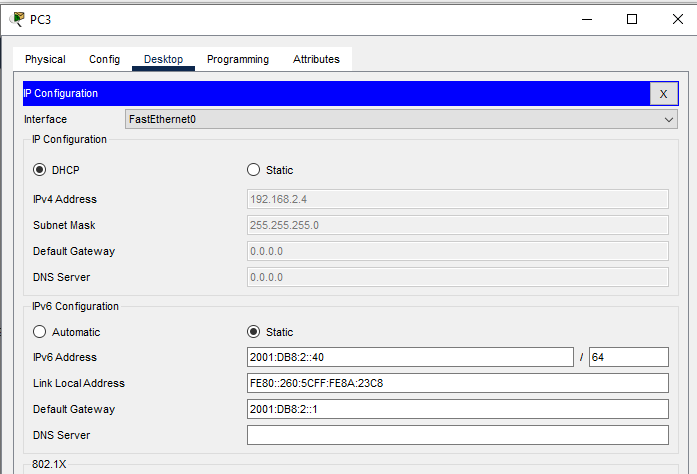 PC3
Physical Config Desktop Programming Attributes
IP Configuration X
Interface FastEthernet0
IP Configuration
DHCP Static
IPv4 Address 192.168.2.4
Subnet Mask 255.255.255.0
Default Gateway 0.0.0.0
DNS Server 0.0.0.0
IPv6 Configuration
Automatic Static
IPv6 Address 2001:DB8:2::40 / 64
Link Local Address FE80::260:5CFF:FE8A:23C8
Default Gateway 2001:DB8:2::1
DNS Server
802.1X